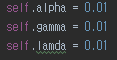 self.alpha = 0.01
self.gamma = 0.01
self.lamda = 0.01